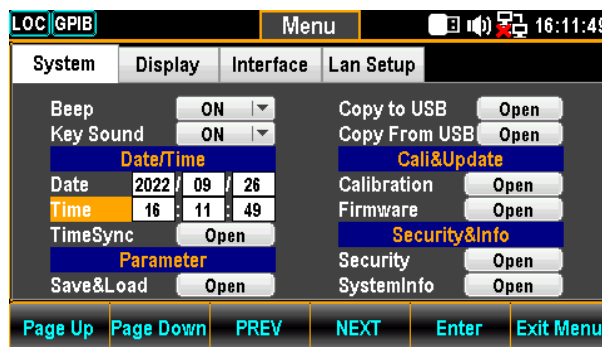 LOC GPIB Menu 16:11:49
System Display Interface Lan Setup
Beep ON Copy to USB Open
Key Sound ON Copy From USB Open
Date/Time Cali&Update
Date 2022 / 09 / 26 Calibration Open
Time 16 : 11 : 49 Firmware Open
TimeSync Open Security&Info
Parameter Security Open
Save&Load Open SystemInfo Open
Page Up Page Down PREV NEXT Enter Exit Menu